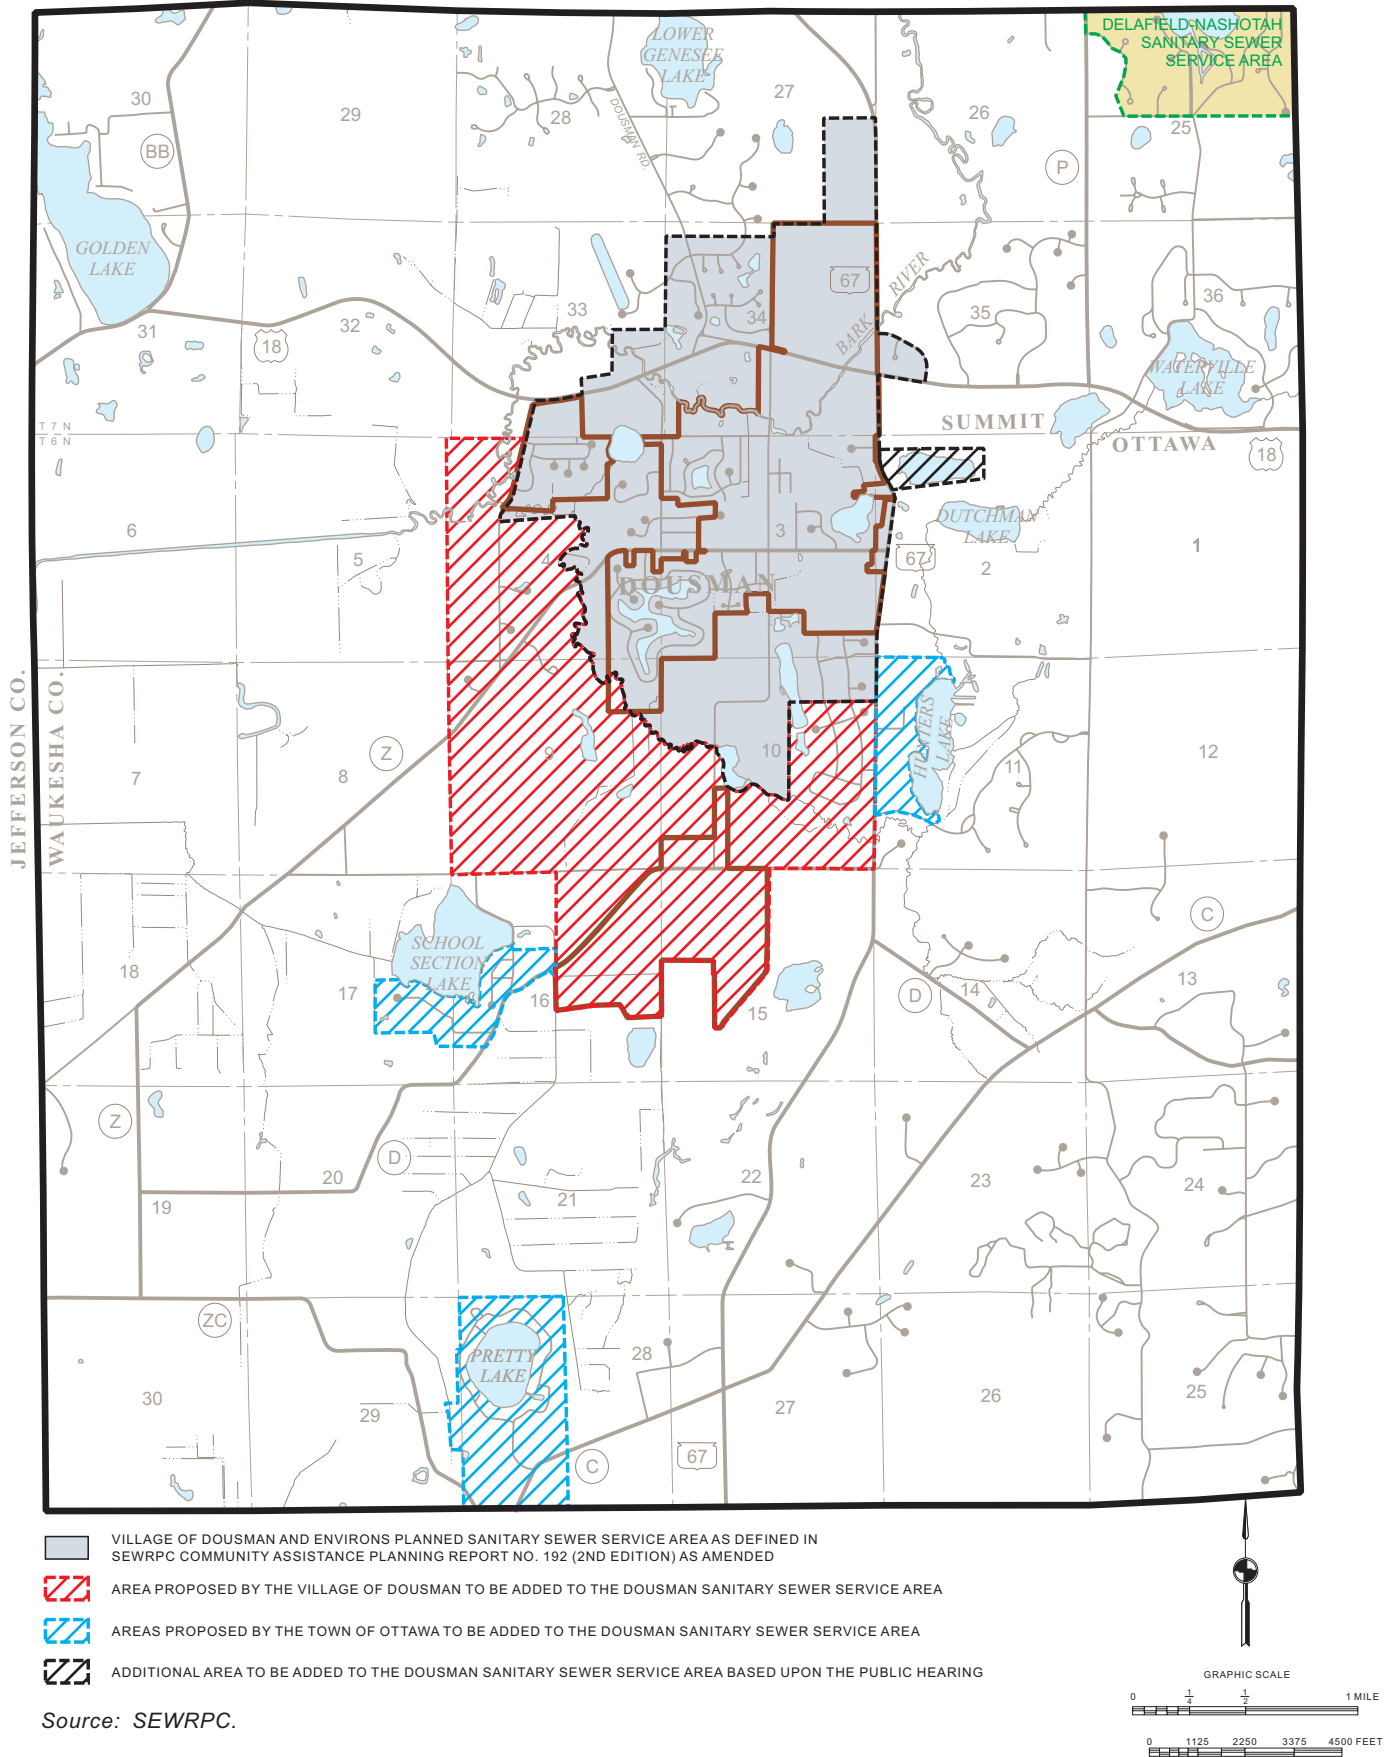 DELAFIELD-NASHOTAH
SANITARY SEWER
SERVICE AREA
LOWER
GENESEE
LAKE
30
29
28
27
26
25
DOUSMAN RD
BB
P
GOLDEN
LAKE
67
RIVER
BARK
31
32
33
34
35
36
18
WATERVILLE
LAKE
SUMMIT
OTTAWA
T 7 N
T 6 N
18
DUTCHMAN
LAKE
6
5
4
3
67
2
1
DOUSMAN
JEFFERSON CO.
WAUKESHA CO.
HUNTERS
LAKE
Z
7
8
9
10
11
12
SCHOOL
SECTION
LAKE
C
18
17
16
15
D
14
13
Z
D
20
19
21
22
23
24
ZC
PRETTY
LAKE
28
30
29
27
26
25
C
67
VILLAGE OF DOUSMAN AND ENVIRONS PLANNED SANITARY SEWER SERVICE AREA AS DEFINED IN
SEWRPC COMMUNITY ASSISTANCE PLANNING REPORT NO. 192 (2ND EDITION) AS AMENDED
AREA PROPOSED BY THE VILLAGE OF DOUSMAN TO BE ADDED TO THE DOUSMAN SANITARY SEWER SERVICE AREA
AREAS PROPOSED BY THE TOWN OF OTTAWA TO BE ADDED TO THE DOUSMAN SANITARY SEWER SERVICE AREA
ADDITIONAL AREA TO BE ADDED TO THE DOUSMAN SANITARY SEWER SERVICE AREA BASED UPON THE PUBLIC HEARING
Source: SEWRPC.
GRAPHIC SCALE
0 1/4 1/2 1 MILE
0 1125 2250 3375 4500 FEET